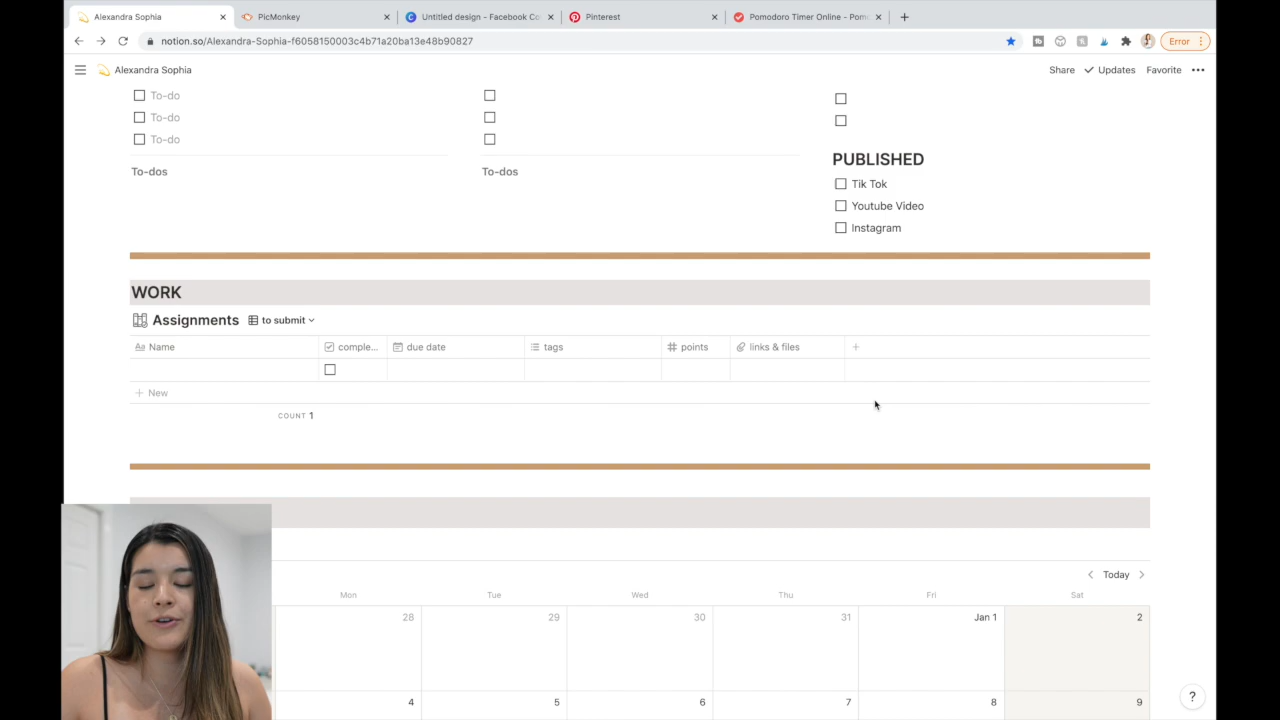 Alexandra Sophia
PicMonkey
Untitled design - Facebook Co
Pinterest
Pomodoro Timer Online - Pom
notion.so/Alexandra-Sophia-f6058150003c4b71a20ba13e48b90827
Error
Alexandra Sophia
Share
Updates
Favorite
To-do
To-do
To-do
To-dos
To-dos
PUBLISHED
Tik Tok
Youtube Video
Instagram
WORK
Assignments
to submit
Aa Name
comple...
due date
tags
# points
links & files
+ New
COUNT 1
Today
Mon
Tue
Wed
Thu
Fri
Sat
28
29
30
31
Jan 1
2
4
5
6
7
8
9
?